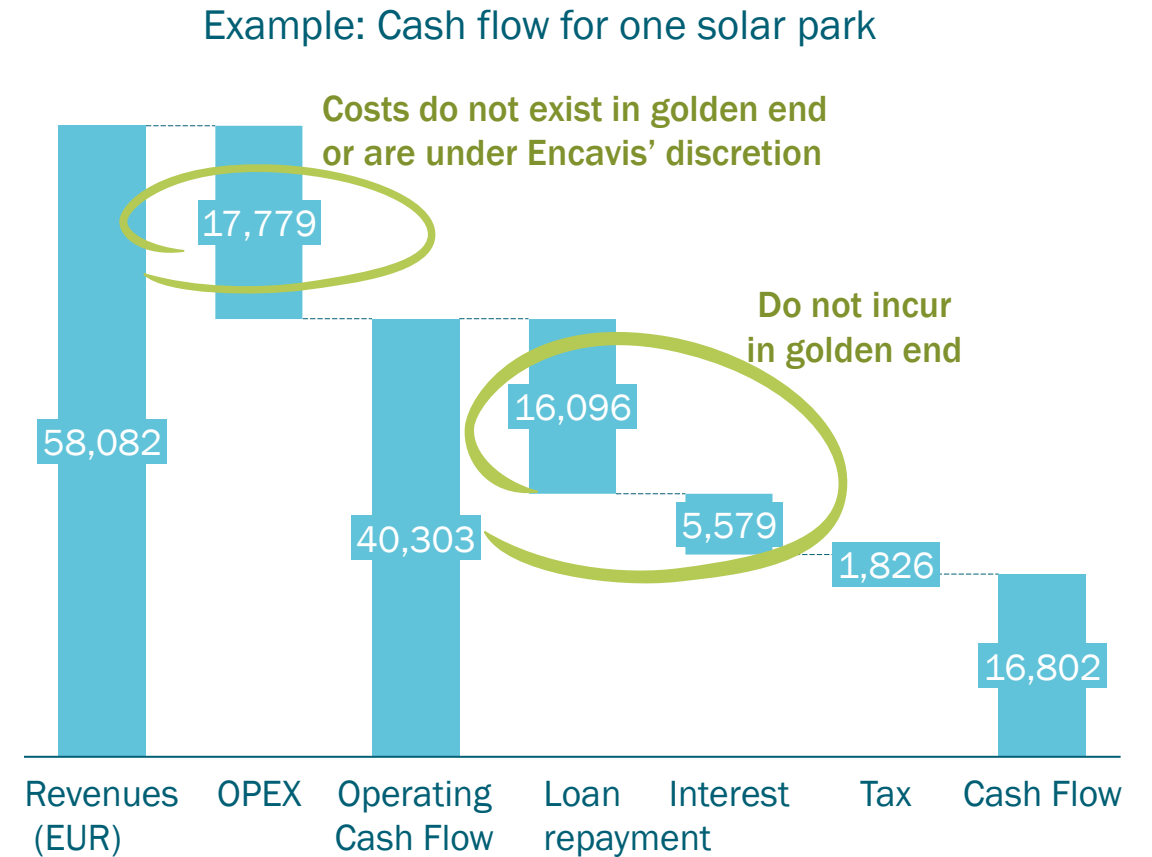 Example: Cash flow for one solar park
Costs do not exist in golden end
or are under Encavis’ discretion
17,779
Do not incur
in golden end
16,096
58,082
5,579
40,303
1,826
16,802
Revenues
(EUR)
OPEX
Operating
Cash Flow
Loan
repayment
Interest
Tax
Cash Flow